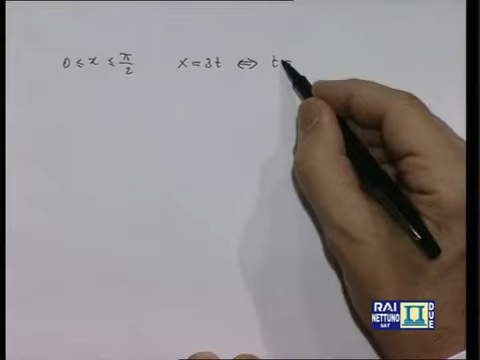 0 ≤ x ≤ π/2 x = 3t ⇔ t =
RAI
NETTUNO
SAT
DUE